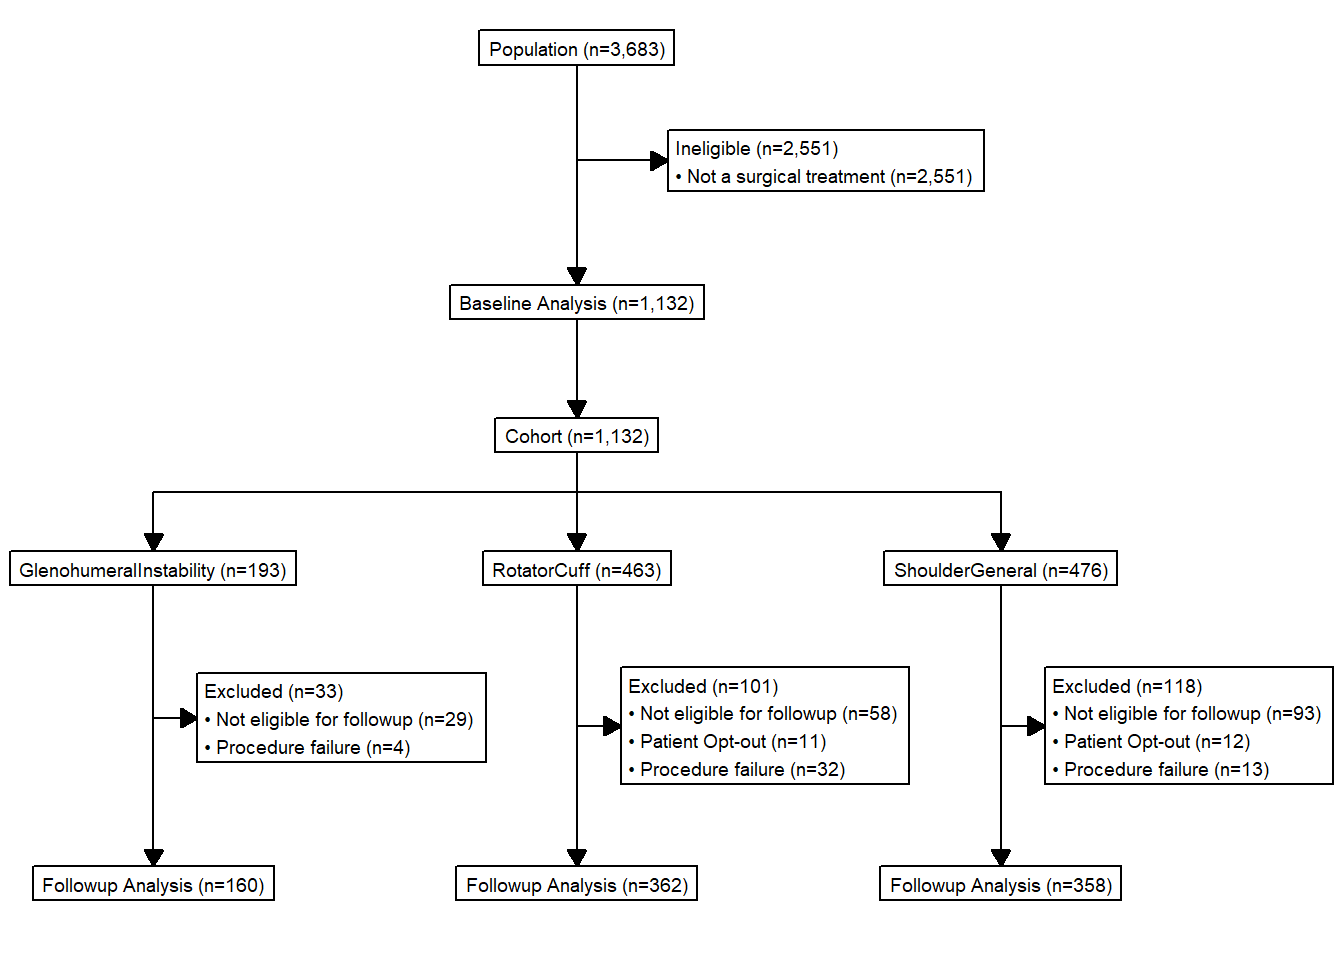 Population (n=3,683)
Ineligible (n=2,551)
• Not a surgical treatment (n=2,551)
Baseline Analysis (n=1,132)
Cohort (n=1,132)
GlenohumeralInstability (n=193)
RotatorCuff (n=463)
ShoulderGeneral (n=476)
Excluded (n=33)
• Not eligible for followup (n=29)
• Procedure failure (n=4)
Excluded (n=101)
• Not eligible for followup (n=58)
• Patient Opt-out (n=11)
• Procedure failure (n=32)
Excluded (n=118)
• Not eligible for followup (n=93)
• Patient Opt-out (n=12)
• Procedure failure (n=13)
Followup Analysis (n=160)
Followup Analysis (n=362)
Followup Analysis (n=358)